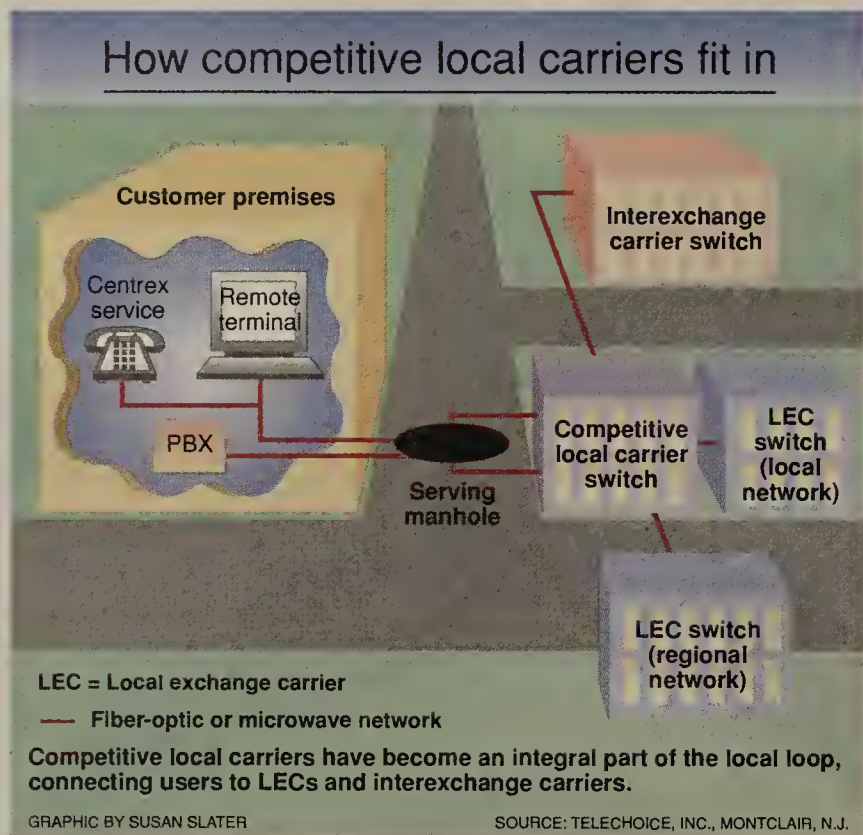 How competitive local carriers fit in
Customer premises
Centrex
service
Remote
terminal
PBX
Interexchange
carrier switch
Serving
manhole
Competitive
local carrier
switch
LEC
switch
(local
network)
LEC switch
(regional
network)
LEC = Local exchange carrier
— Fiber-optic or microwave network
Competitive local carriers have become an integral part of the local loop,
connecting users to LECs and interexchange carriers.
GRAPHIC BY SUSAN SLATER
SOURCE: TELECHOICE, INC., MONTCLAIR, N.J.